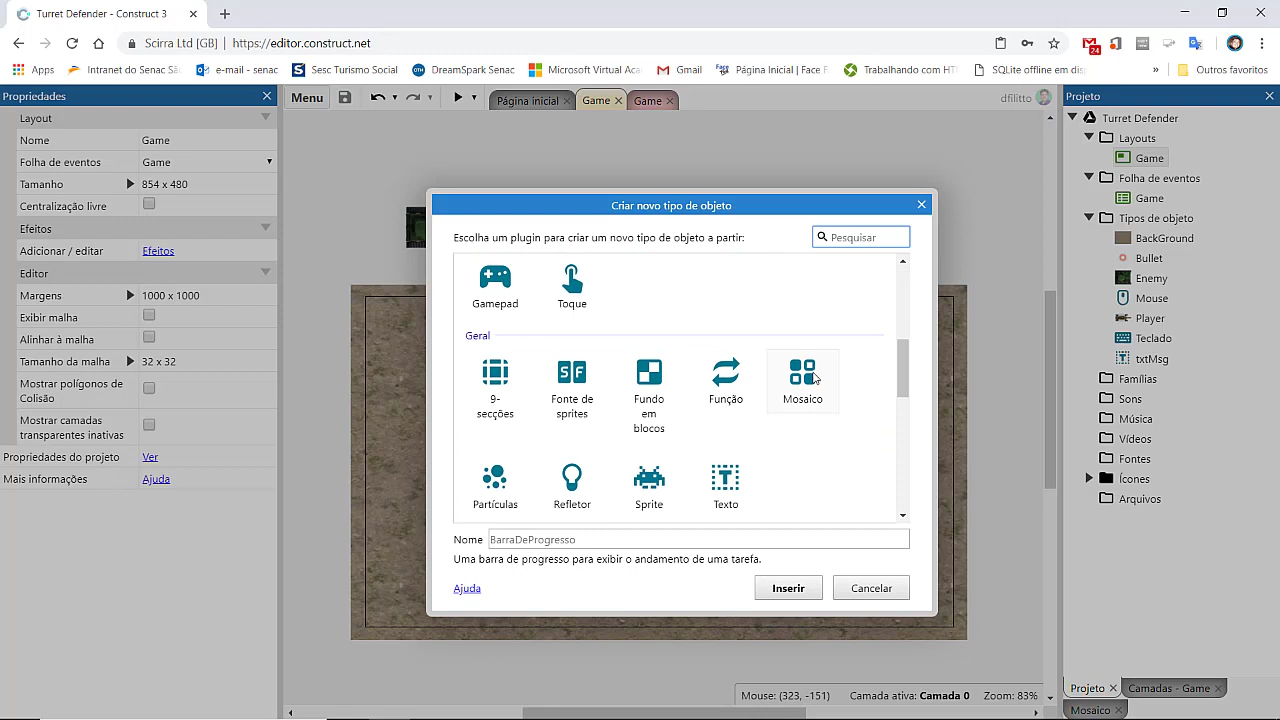 Turret Defender - Construct 3
Scirra Ltd [GB] https://editor.construct.net
24
Apps Intranet do Senac Sã e-mail - senac Sesc Turismo Social DreamSpark Senac Microsoft Virtual Aca Gmail Página Inicial | Face F Trabalhando com HT SQLite offline em dis » Outros favoritos
Propriedades
Menu
Página inicial Game Game
dfilitto
Projeto
Layout
Nome Game
Folha de eventos Game
Tamanho 854 x 480
Centralização livre
Efeitos
Adicionar / editar Efeitos
Editor
Margens 1000 x 1000
Exibir malha
Alinhar à malha
Tamanho da malha 32 x 32
Mostrar polígonos de
Colisão
Mostrar camadas
transparentes inativas
Propriedades do projeto Ver
Mais informações Ajuda
Criar novo tipo de objeto
Escolha um plugin para criar um novo tipo de objeto a partir:
Pesquisar
Gamepad Toque
Geral
9-
secções
SF
Fonte de
sprites
Fundo
em
blocos
Função
Mosaico
Partículas Refletor Sprite T Texto
Nome BarraDeProgresso
Uma barra de progresso para exibir o andamento de uma tarefa.
Ajuda
Inserir Cancelar
Turret Defender
Layouts
Game
Folha de eventos
Game
Tipos de objeto
BackGround
Bullet
Enemy
Mouse
Player
Teclado
txtMsg
Famílias
Sons
Música
Vídeos
Fontes
Ícones
Arquivos
Mouse: (323, -151) Camada ativa: Camada 0 Zoom: 83%
Projeto Camadas - Game
Mosaico